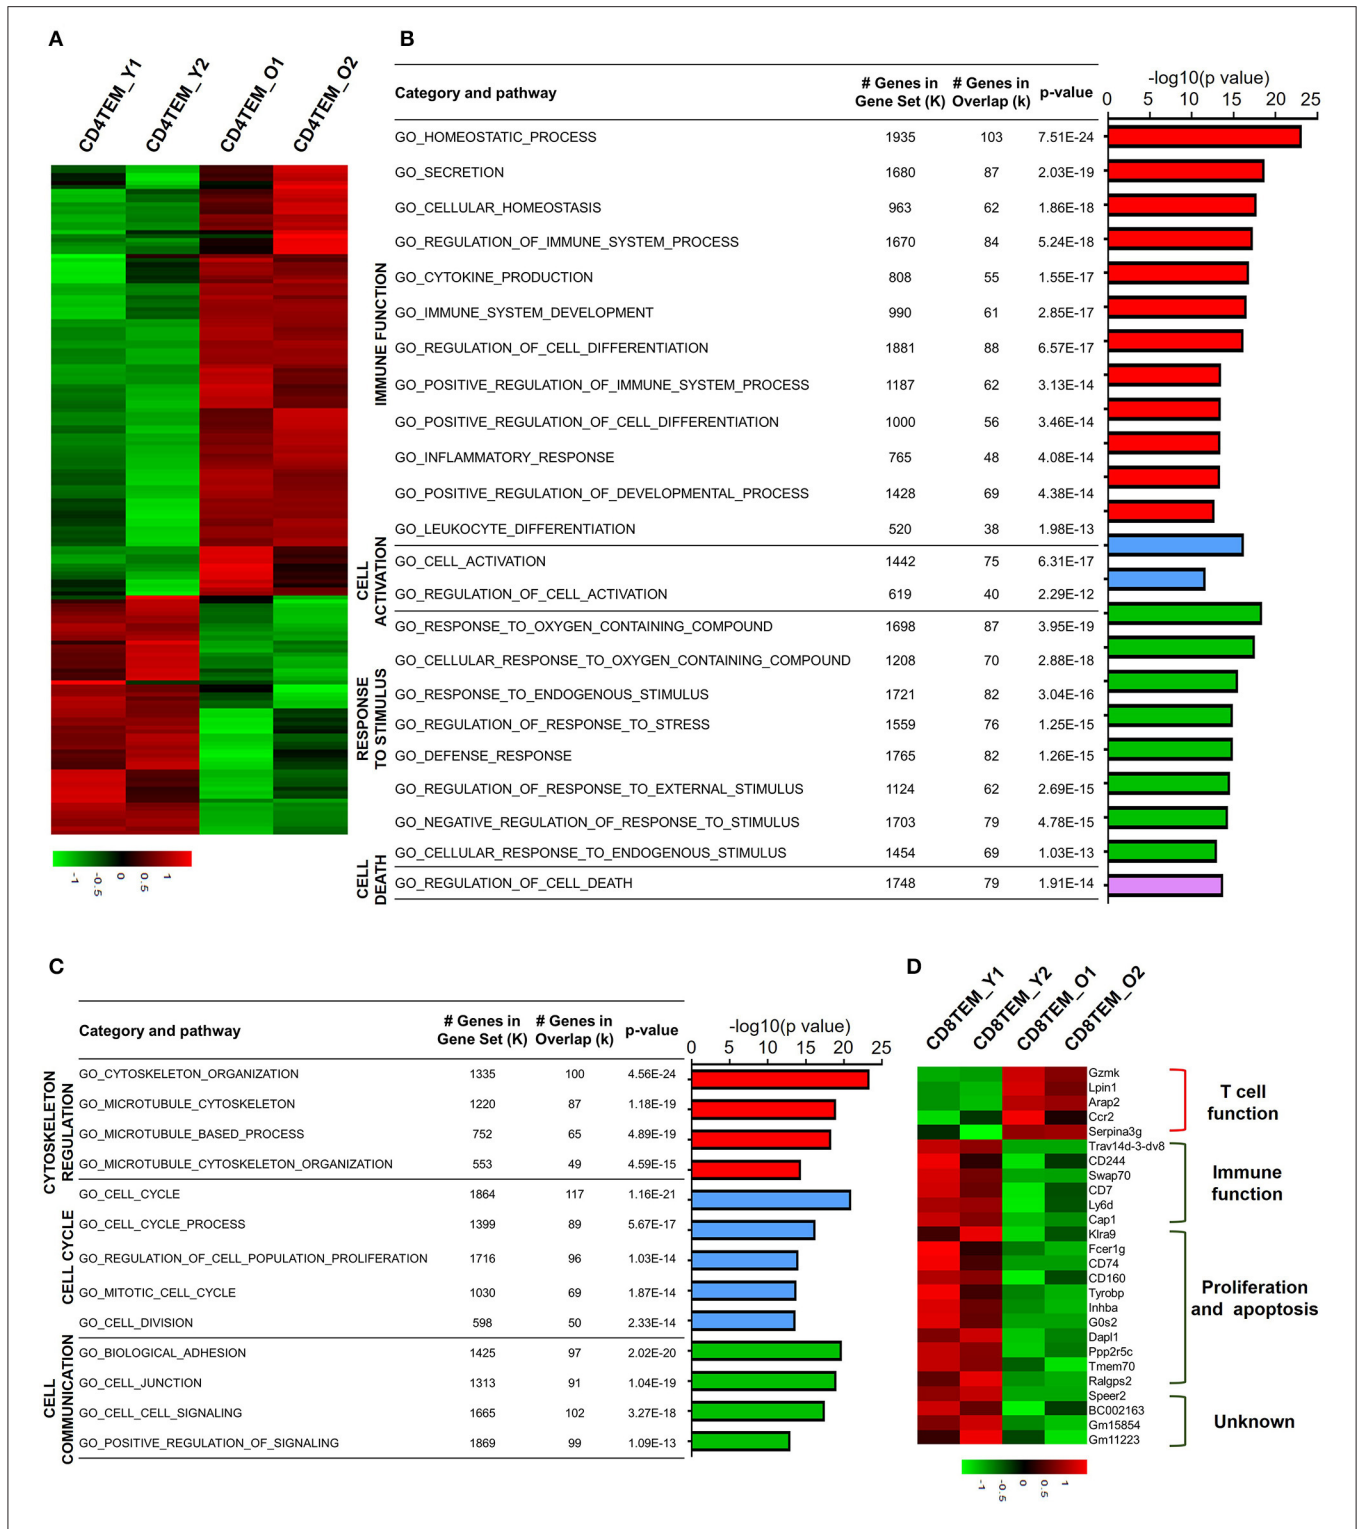 A
CD4TEM_Y1
CD4TEM_Y2
CD4TEM_O1
CD4TEM_O2
-1
-0.5
0
0.5
1
B
Category and pathway
# Genes in Gene Set (K)
# Genes in Overlap (k)
p-value
-log10(p value)
0 5 10 15 20 25
IMMUNE FUNCTION
GO_HOMEOSTATIC_PROCESS 1935 103 7.51E-24
GO_SECRETION 1680 87 2.03E-19
GO_CELLULAR_HOMEOSTASIS 963 62 1.86E-18
GO_REGULATION_OF_IMMUNE_SYSTEM_PROCESS 1670 84 5.24E-18
GO_CYTOKINE_PRODUCTION 808 55 1.55E-17
GO_IMMUNE_SYSTEM_DEVELOPMENT 990 61 2.85E-17
GO_REGULATION_OF_CELL_DIFFERENTIATION 1881 88 6.57E-17
GO_POSITIVE_REGULATION_OF_IMMUNE_SYSTEM_PROCESS 1187 62 3.13E-14
GO_POSITIVE_REGULATION_OF_CELL_DIFFERENTIATION 1000 56 3.46E-14
GO_INFLAMMATORY_RESPONSE 765 48 4.08E-14
GO_POSITIVE_REGULATION_OF_DEVELOPMENTAL_PROCESS 1428 69 4.38E-14
GO_LEUKOCYTE_DIFFERENTIATION 520 38 1.98E-13
CELL ACTIVATION
GO_CELL_ACTIVATION 1442 75 6.31E-17
GO_REGULATION_OF_CELL_ACTIVATION 619 40 2.29E-12
RESPONSE TO STIMULUS
GO_RESPONSE_TO_OXYGEN_CONTAINING_COMPOUND 1698 87 3.95E-19
GO_CELLULAR_RESPONSE_TO_OXYGEN_CONTAINING_COMPOUND 1208 70 2.88E-18
GO_RESPONSE_TO_ENDOGENOUS_STIMULUS 1721 82 3.04E-16
GO_REGULATION_OF_RESPONSE_TO_STRESS 1559 76 1.25E-15
GO_DEFENSE_RESPONSE 1765 82 1.26E-15
GO_REGULATION_OF_RESPONSE_TO_EXTERNAL_STIMULUS 1124 62 2.69E-15
GO_NEGATIVE_REGULATION_OF_RESPONSE_TO_STIMULUS 1703 79 4.78E-15
GO_CELLULAR_RESPONSE_TO_ENDOGENOUS_STIMULUS 1454 69 1.03E-13
CELL DEATH
GO_REGULATION_OF_CELL_DEATH 1748 79 1.91E-14
C
Category and pathway
# Genes in Gene Set (K)
# Genes in Overlap (k)
p-value
-log10(p value)
0 5 10 15 20 25
CYTOSKELETON REGULATION
GO_CYTOSKELETON_ORGANIZATION 1335 100 4.56E-24
GO_MICROTUBULE_CYTOSKELETON 1220 87 1.18E-19
GO_MICROTUBULE_BASED_PROCESS 752 65 4.89E-19
GO_MICROTUBULE_CYTOSKELETON_ORGANIZATION 553 49 4.59E-15
CELL CYCLE
GO_CELL_CYCLE 1864 117 1.16E-21
GO_CELL_CYCLE_PROCESS 1399 89 5.67E-17
GO_REGULATION_OF_CELL_POPULATION_PROLIFERATION 1716 96 1.03E-14
GO_MITOTIC_CELL_CYCLE 1030 69 1.87E-14
GO_CELL_DIVISION 598 50 2.33E-14
CELL COMMUNICATION
GO_BIOLOGICAL_ADHESION 1425 97 2.02E-20
GO_CELL_JUNCTION 1313 91 1.04E-19
GO_CELL_CELL_SIGNALING 1665 102 3.27E-18
GO_POSITIVE_REGULATION_OF_SIGNALING 1869 99 1.09E-13
D
CD8TEM_Y1
CD8TEM_Y2
CD8TEM_O1
CD8TEM_O2
Gzmk
Lpin1
Arap2
Ccr2
Serpina3g
T cell
function
Trav14d-3-dv8
CD244
Swap70
CD7
Ly6d
Cap1
Immune
function
Klra9
Fcer1g
CD74
CD160
Tyrobp
Inhba
G0s2
Dapl1
Ppp2r5c
Tmem70
Ralgps2
Proliferation
and apoptosis
Speer2
BC002163
Gm15854
Gm11223
Unknown
-1
-0.5
0
0.5
1